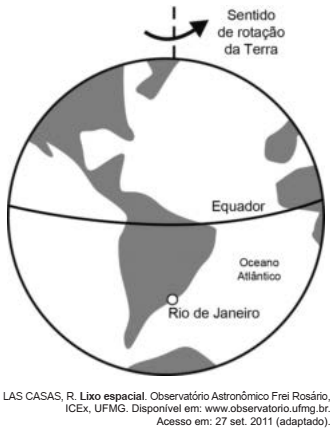 Sentido
de rotação
da Terra
Equador
Oceano
Atlântico
Rio de Janeiro
LAS CASAS, R. Lixo espacial. Observatório Astronômico Frei Rosário,
ICEx, UFMG. Disponível em: www.observatorio.ufmg.br.
Acesso em: 27 set. 2011 (adaptado).